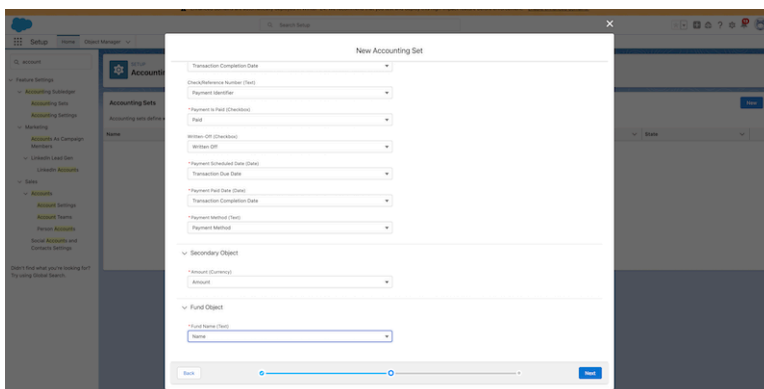 Search Setup
Setup
Home
Object Manager
account
Feature Settings
Accounting Subledger
Accounting Sets
Accounting Settings
Marketing
Accounts As Campaign
Members
LinkedIn Lead Gen
LinkedIn Accounts
Sales
Accounts
Account Settings
Account Teams
Person Accounts
Social Accounts and
Contacts Settings
Didn't find what you're looking for?
Try using Global Search.
SETUP
Accounting Sets
Name
New
State
New Accounting Set
Transaction Completion Date
Check/Reference Number (Text)
Payment Identifier
*Payment Is Paid (Checkbox)
Paid
Written-Off (Checkbox)
Written Off
*Payment Scheduled Date (Date)
Transaction Due Date
*Payment Paid Date (Date)
Transaction Completion Date
*Payment Method (Text)
Payment Method
Secondary Object
*Amount (Currency)
Amount
Fund Object
*Fund Name (Text)
Name
Back
Next